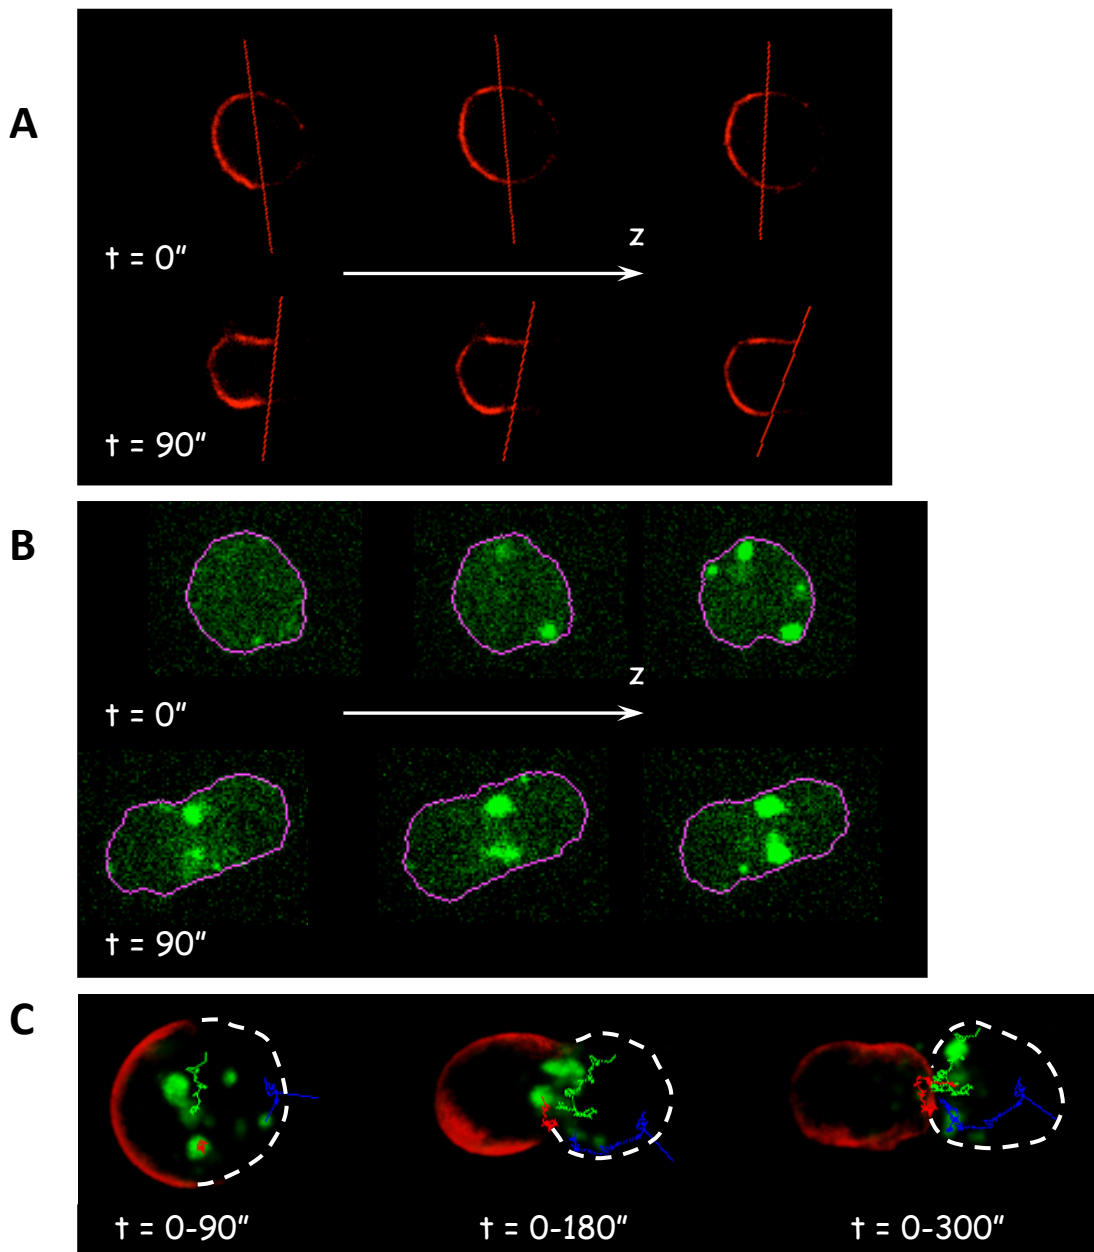 A
z
t = 0"
t = 90"
B
z
t = 0"
t = 90"
C
t = 0-90"
t = 0-180"
t = 0-300"